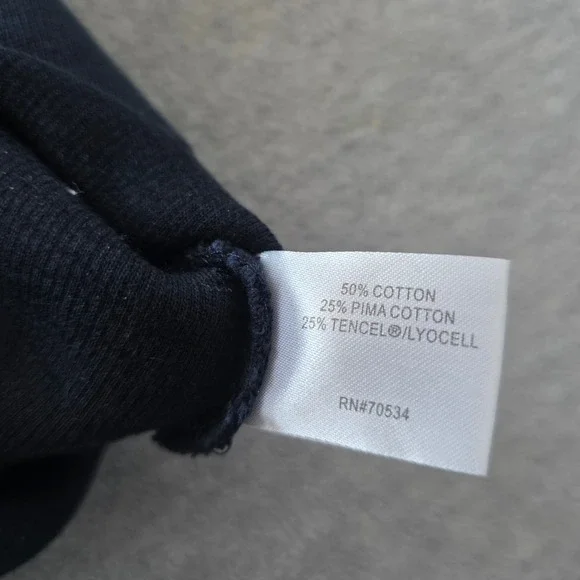 50% COTTON
25% PIMA COTTON
25% TENCEL®/LYOCELL
RN#70534